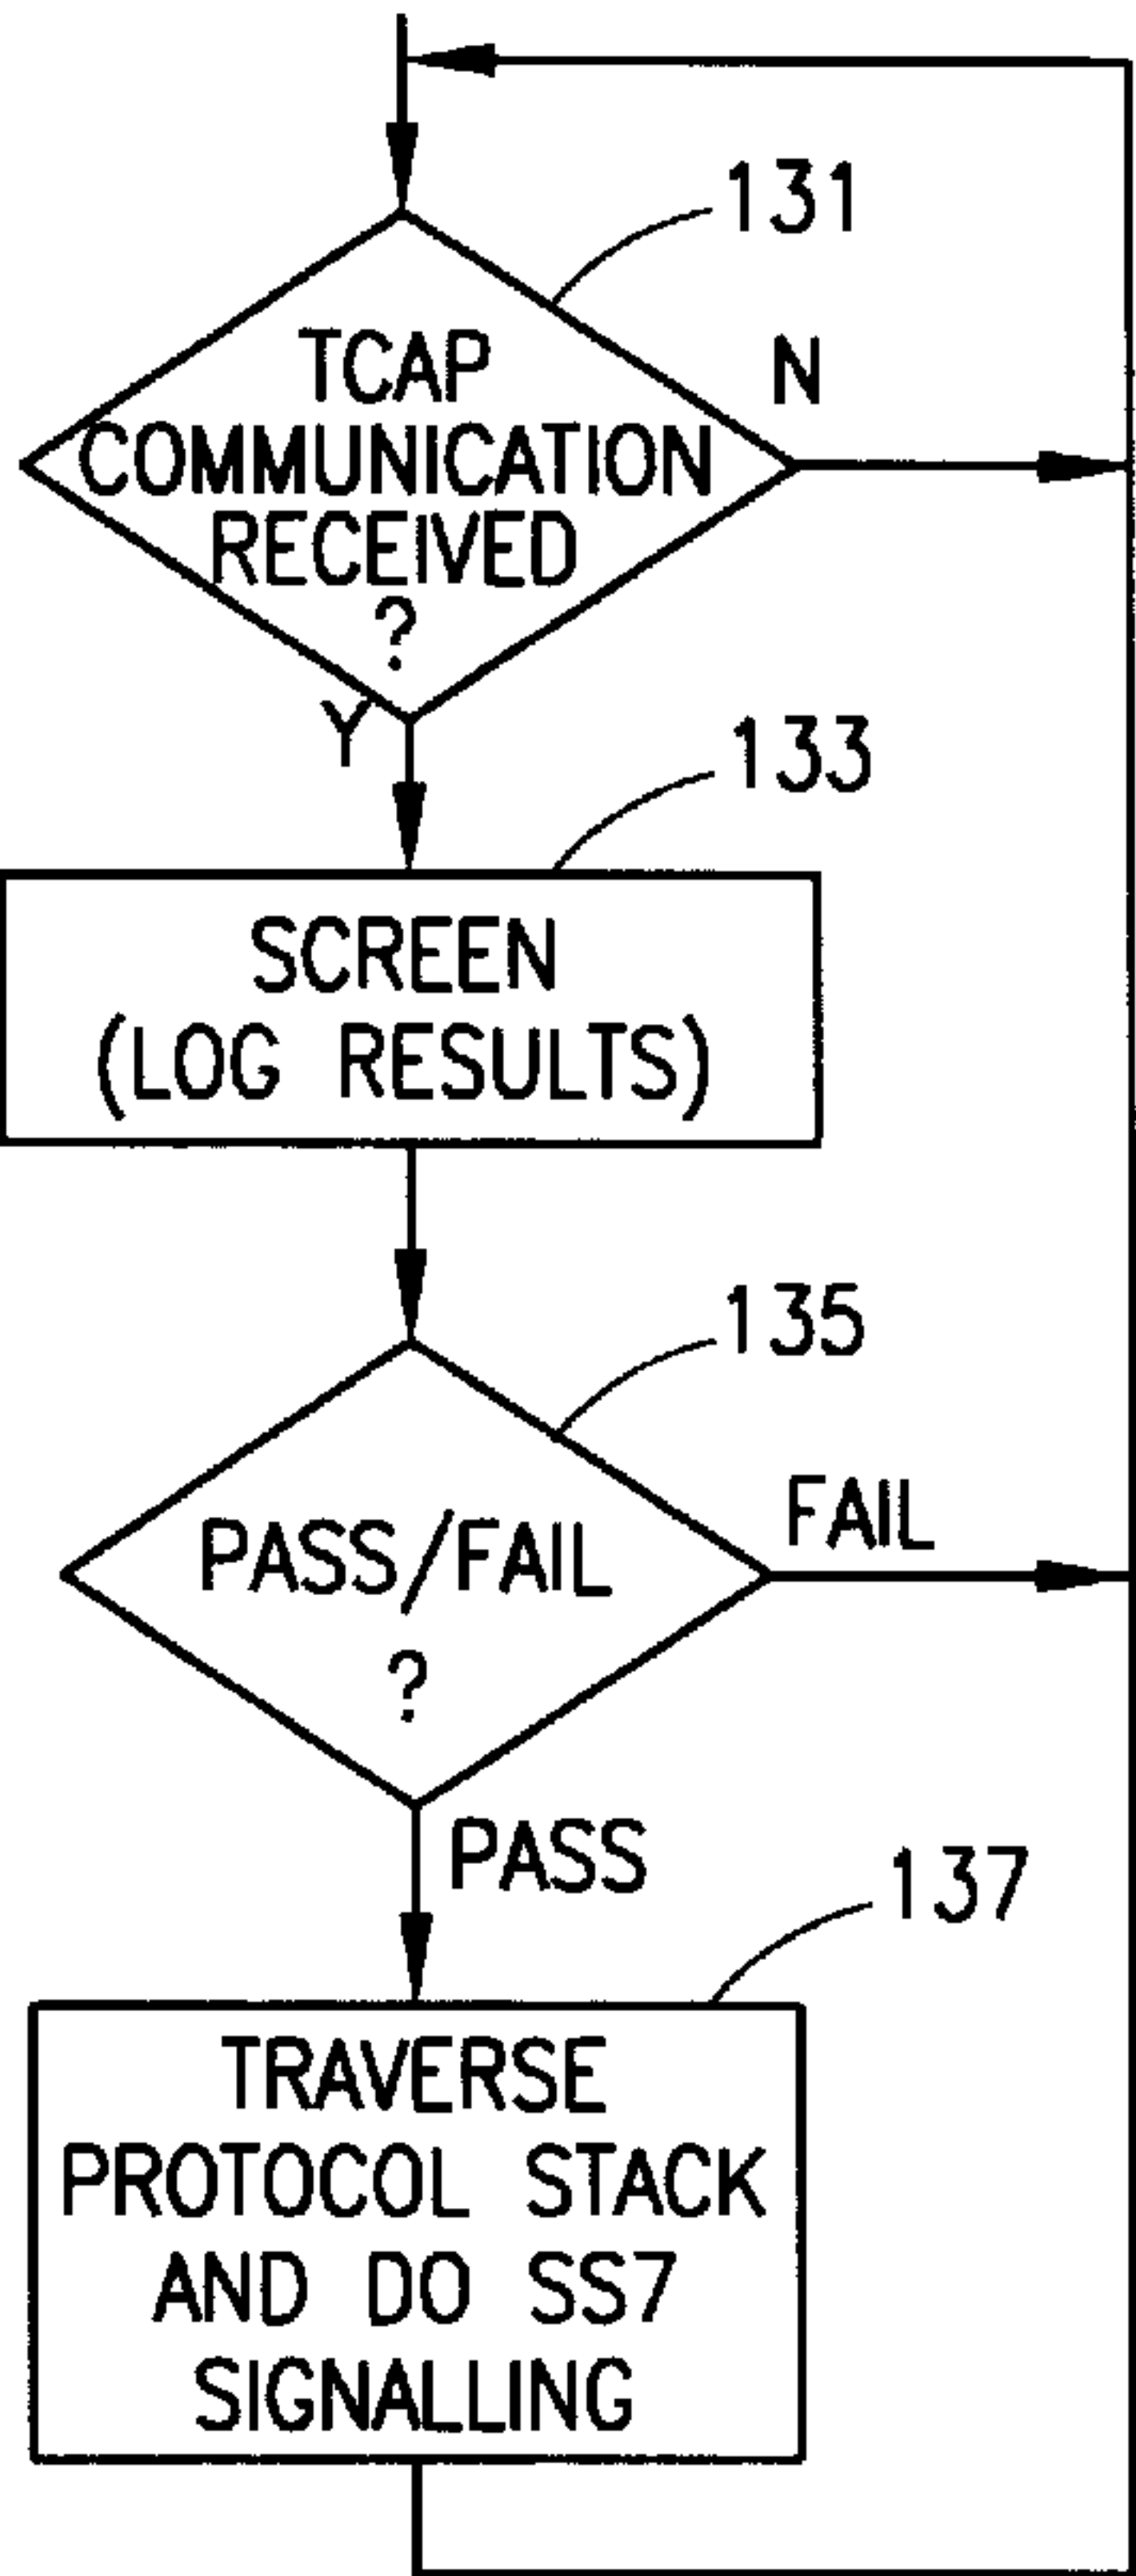 131
TCAP
COMMUNICATION
RECEIVED
?
N
Y
133
SCREEN
(LOG RESULTS)
135
PASS/FAIL
?
FAIL
PASS
137
TRAVERSE
PROTOCOL STACK
AND DO SS7
SIGNALLING